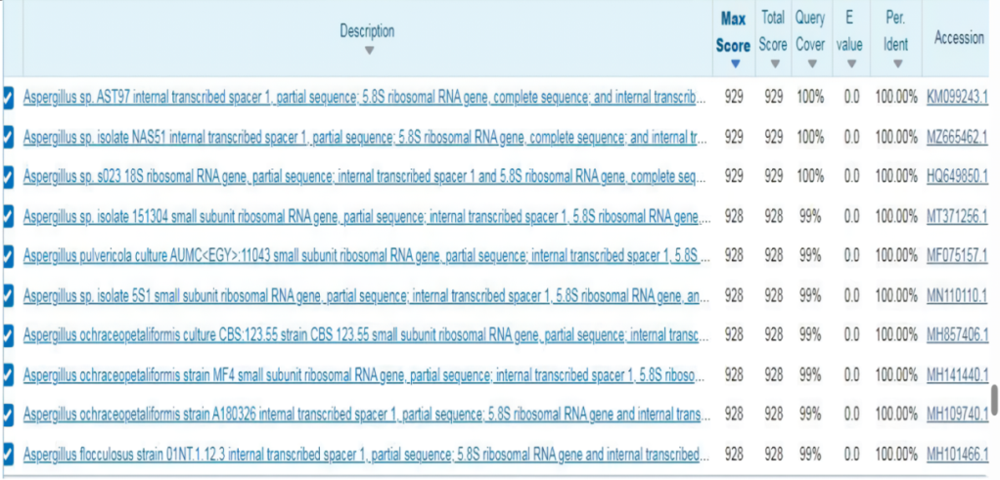 Description Max Score Total Score Query Cover E value Per. Ident Accession
Aspergillus sp. AST97 internal transcribed spacer 1, partial sequence; 5.8S ribosomal RNA gene, complete sequence; and internal transcrib... 929 929 100% 0.0 100.00% KM099243.1
Aspergillus sp. isolate NAS51 internal transcribed spacer 1, partial sequence; 5.8S ribosomal RNA gene, complete sequence; and internal tr... 929 929 100% 0.0 100.00% MZ665462.1
Aspergillus sp. s023 18S ribosomal RNA gene, partial sequence; internal transcribed spacer 1 and 5.8S ribosomal RNA gene, complete seq... 929 929 100% 0.0 100.00% HQ649850.1
Aspergillus sp. isolate 151304 small subunit ribosomal RNA gene, partial sequence; internal transcribed spacer 1, 5.8S ribosomal RNA gene,... 928 928 99% 0.0 100.00% MT371256.1
Aspergillus pulvericola culture AUMC<EGY>:11043 small subunit ribosomal RNA gene, partial sequence; internal transcribed spacer 1, 5.8S ... 928 928 99% 0.0 100.00% MF075157.1
Aspergillus sp. isolate 5S1 small subunit ribosomal RNA gene, partial sequence; internal transcribed spacer 1, 5.8S ribosomal RNA gene, an... 928 928 99% 0.0 100.00% MN110110.1
Aspergillus ochraceopetaliformis culture CBS:123.55 strain CBS 123.55 small subunit ribosomal RNA gene, partial sequence; internal transc... 928 928 99% 0.0 100.00% MH857406.1
Aspergillus ochraceopetaliformis strain MF4 small subunit ribosomal RNA gene, partial sequence; internal transcribed spacer 1, 5.8S riboso... 928 928 99% 0.0 100.00% MH141440.1
Aspergillus ochraceopetaliformis strain A180326 internal transcribed spacer 1, partial sequence; 5.8S ribosomal RNA gene and internal trans... 928 928 99% 0.0 100.00% MH109740.1
Aspergillus flocculosus strain 01NT.1.12.3 internal transcribed spacer 1, partial sequence; 5.8S ribosomal RNA gene and internal transcribed... 928 928 99% 0.0 100.00% MH101466.1